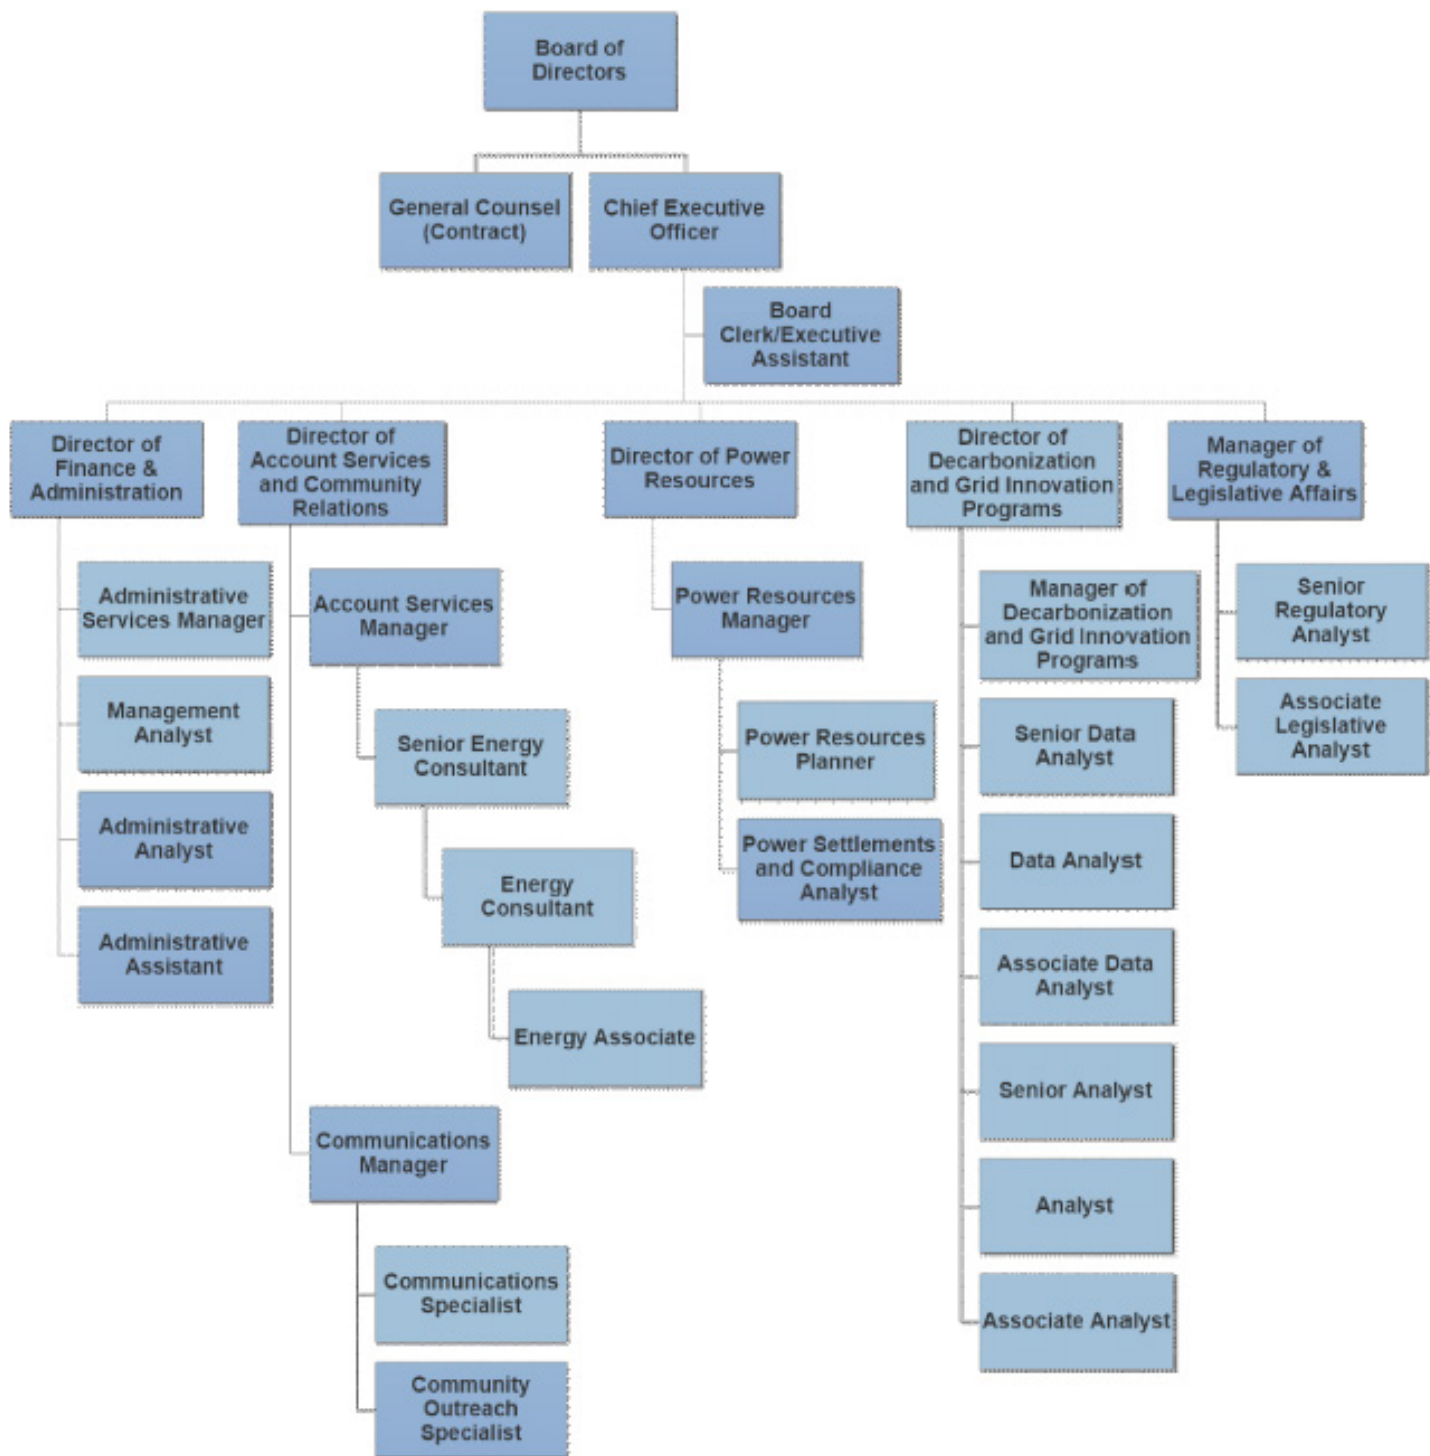 Board of
Directors
General Counsel
(Contract)
Chief Executive
Officer
Board
Clerk/Executive
Assistant
Director of
Finance &
Administration
Director of
Account Services
and Community
Relations
Director of Power
Resources
Director of
Decarbonization
and Grid Innovation
Programs
Manager of
Regulatory &
Legislative Affairs
Administrative
Services Manager
Management
Analyst
Administrative
Analyst
Administrative
Assistant
Account Services
Manager
Senior Energy
Consultant
Energy
Consultant
Energy Associate
Communications
Manager
Communications
Specialist
Community
Outreach
Specialist
Power Resources
Manager
Power Resources
Planner
Power Settlements
and Compliance
Analyst
Manager of
Decarbonization
and Grid Innovation
Programs
Senior Data
Analyst
Data Analyst
Associate Data
Analyst
Senior Analyst
Analyst
Associate Analyst
Senior
Regulatory
Analyst
Associate
Legislative
Analyst